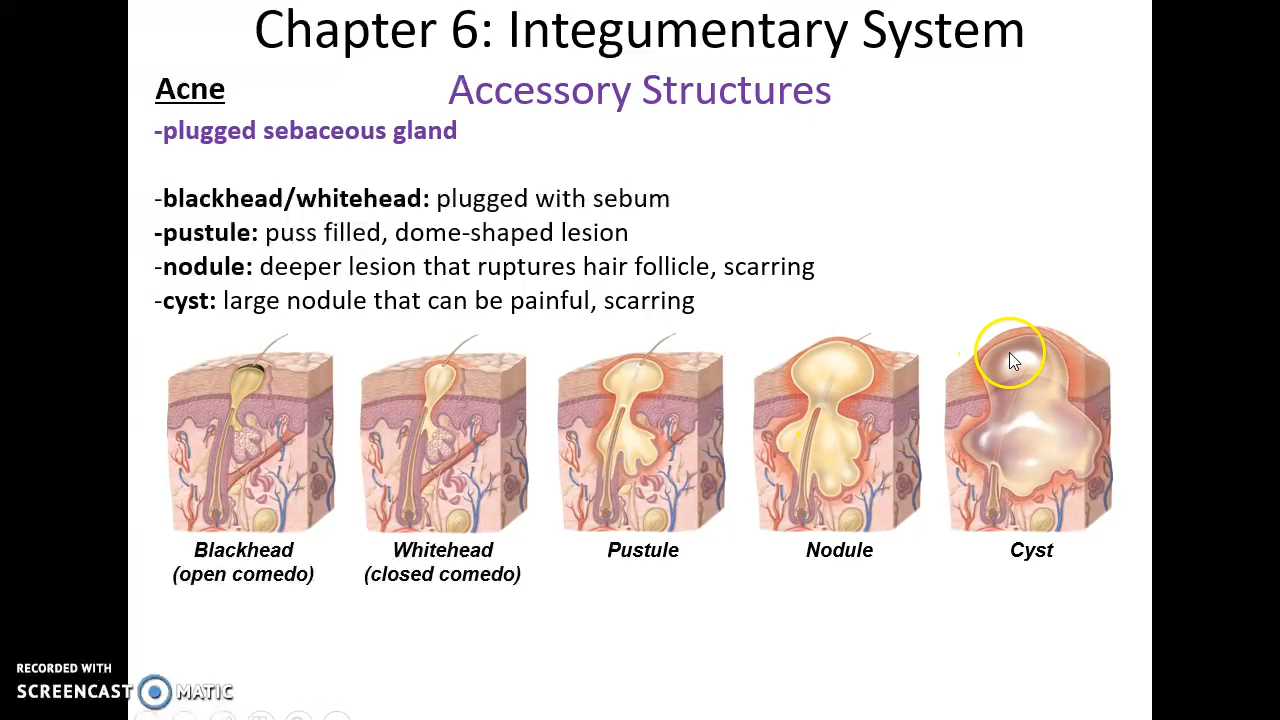 Chapter 6: Integumentary System
Acne
Accessory Structures
-plugged sebaceous gland
-blackhead/whitehead: plugged with sebum
-pustule: puss filled, dome-shaped lesion
-nodule: deeper lesion that ruptures hair follicle, scarring
-cyst: large nodule that can be painful, scarring
Blackhead
(open comedo)
Whitehead
(closed comedo)
Pustule
Nodule
Cyst
RECORDED WITH
SCREENCAST MATIC